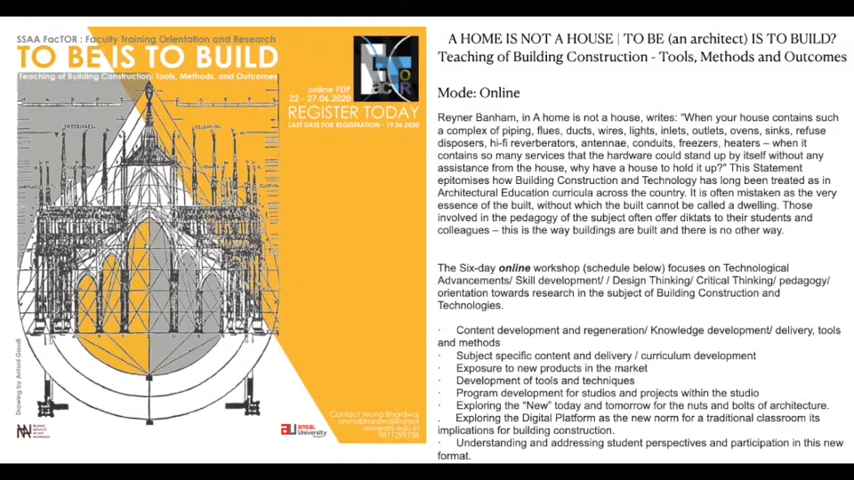 SSAA FacTOR : Faculty Training Orientation and Research
TO BE IS TO BUILD
Teaching of Building Construction: Tools, Methods, and Outcomes
online FDP
22 - 27.06.2020
REGISTER TODAY
LAST DATE FOR REGISTRATION - 19.06.2020
Drawing by Antoni Gaudi
ansal
University
Contact Aruna Bhardwaj
arunabhardwaj@ansal
university.edu.in
9811299738
A HOME IS NOT A HOUSE | TO BE (an architect) IS TO BUILD?
Teaching of Building Construction - Tools, Methods and Outcomes
Mode: Online
Reyner Banham, in A home is not a house, writes: “When your house contains such
a complex of piping, flues, ducts, wires, lights, inlets, outlets, ovens, sinks, refuse
disposers, hi-fi reverberators, antennae, conduits, freezers, heaters – when it
contains so many services that the hardware could stand up by itself without any
assistance from the house, why have a house to hold it up?” This Statement
epitomises how Building Construction and Technology has long been treated as in
Architectural Education curricula across the country. It is often mistaken as the very
essence of the built, without which the built cannot be called a dwelling. Those
involved in the pedagogy of the subject often offer diktats to their students and
colleagues – this is the way buildings are built and there is no other way.
The Six-day online workshop (schedule below) focuses on Technological
Advancements/ Skill development/ / Design Thinking/ Critical Thinking/ pedagogy/
orientation towards research in the subject of Building Construction and
Technologies.
· Content development and regeneration/ Knowledge development/ delivery, tools
and methods
· Subject specific content and delivery / curriculum development
· Exposure to new products in the market
· Development of tools and techniques
· Program development for studios and projects within the studio
· Exploring the “New” today and tomorrow for the nuts and bolts of architecture.
. Exploring the Digital Platform as the new norm for a traditional classroom its
implications for building construction.
· Understanding and addressing student perspectives and participation in this new
format.